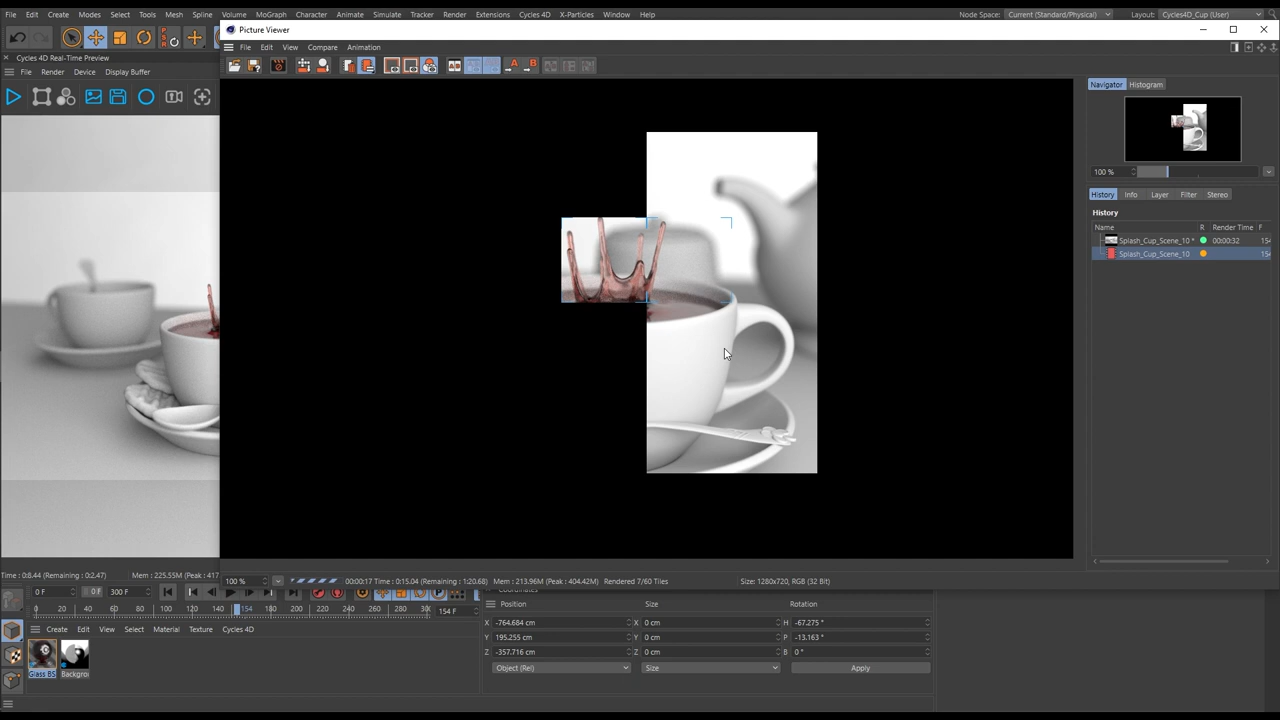 File Edit Create Modes Select Tools Mesh Spline Volume MoGraph Character Animate Simulate Tracker Render Extensions Cycles 4D X-Particles Window Help Node Space: Current (Standard/Physical) Layout: Cycles4D_Cup (User)
Picture Viewer
File Edit View Compare Animation
Cycles 4D Real-Time Preview
File Render Device Display Buffer
A B
Navigator Histogram
100 %
History Info Layer Filter Stereo
History
Name R Render Time F
Splash_Cup_Scene_10 * 00:00:32 154
Splash_Cup_Scene_10 154
Time : 0:8.44 (Remaining : 0:2.47) Mem : 225.55M (Peak : 417
100 % 00:00:17 Time : 0:15.04 (Remaining : 1:20.68) Mem : 213.96M (Peak : 404.42M) Rendered 7/60 Tiles Size: 1280x720, RGB (32 Bit)
0 F 0 F 300 F
0 20 40 60 80 100 120 154 180 200 220 240 260 280 300 154 F
Coordinates
Position Size Rotation
X -764.684 cm X 0 cm H -67.275 °
Y 195.255 cm Y 0 cm P -13.163 °
Z -357.716 cm Z 0 cm B 0 °
Object (Rel) Size Apply
Create Edit View Select Material Texture Cycles 4D
Glass BS Backgro